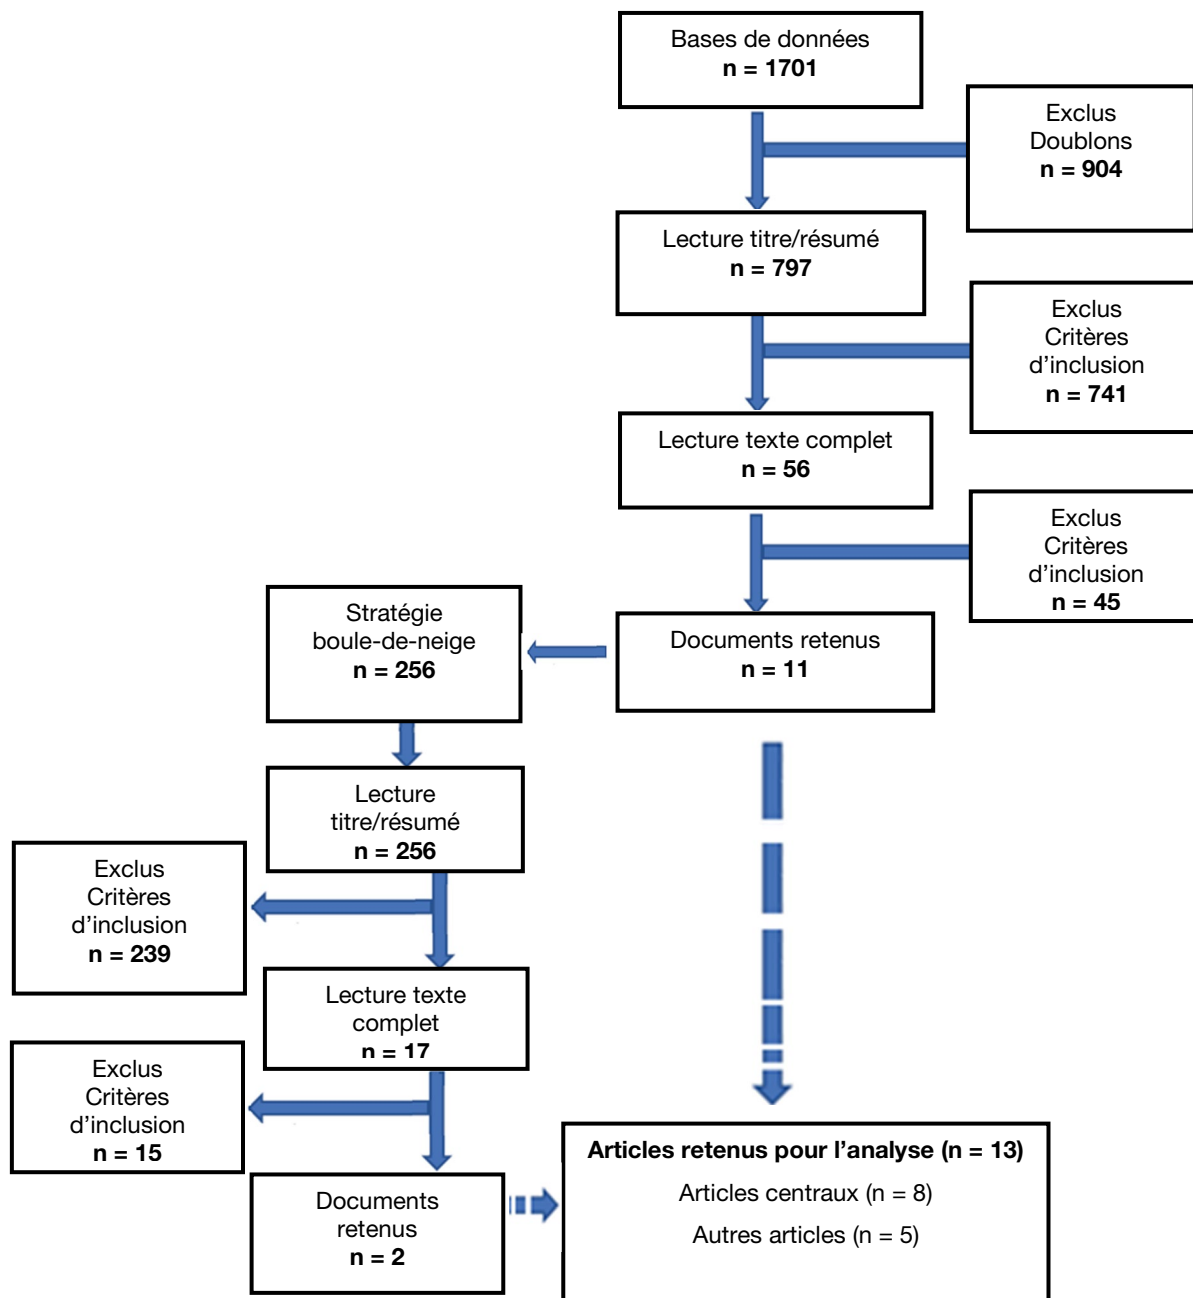 Bases de données
n = 1701
Exclus
Doublons
n = 904
Lecture titre/résumé
n = 797
Exclus
Critères
d’inclusion
n = 741
Lecture texte complet
n = 56
Exclus
Critères
d’inclusion
n = 45
Documents retenus
n = 11
Stratégie
boule-de-neige
n = 256
Lecture
titre/résumé
n = 256
Exclus
Critères
d’inclusion
n = 239
Lecture texte
complet
n = 17
Exclus
Critères
d’inclusion
n = 15
Documents
retenus
n = 2
Articles retenus pour l’analyse (n = 13)
Articles centraux (n = 8)
Autres articles (n = 5)